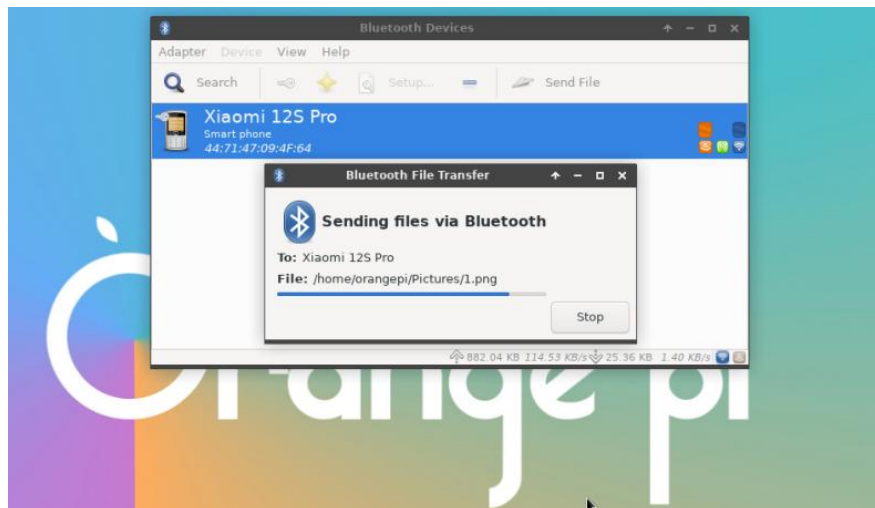 Bluetooth Devices
Adapter Device View Help
Search Setup... Send File
Xiaomi 12S Pro
Smart phone
44:71:47:09:4F:64
Bluetooth File Transfer
Sending files via Bluetooth
To: Xiaomi 12S Pro
File: /home/orangepi/Pictures/1.png
Stop
882.04 KB 114.53 KB/s 25.36 KB 1.40 KB/s
Orange pi